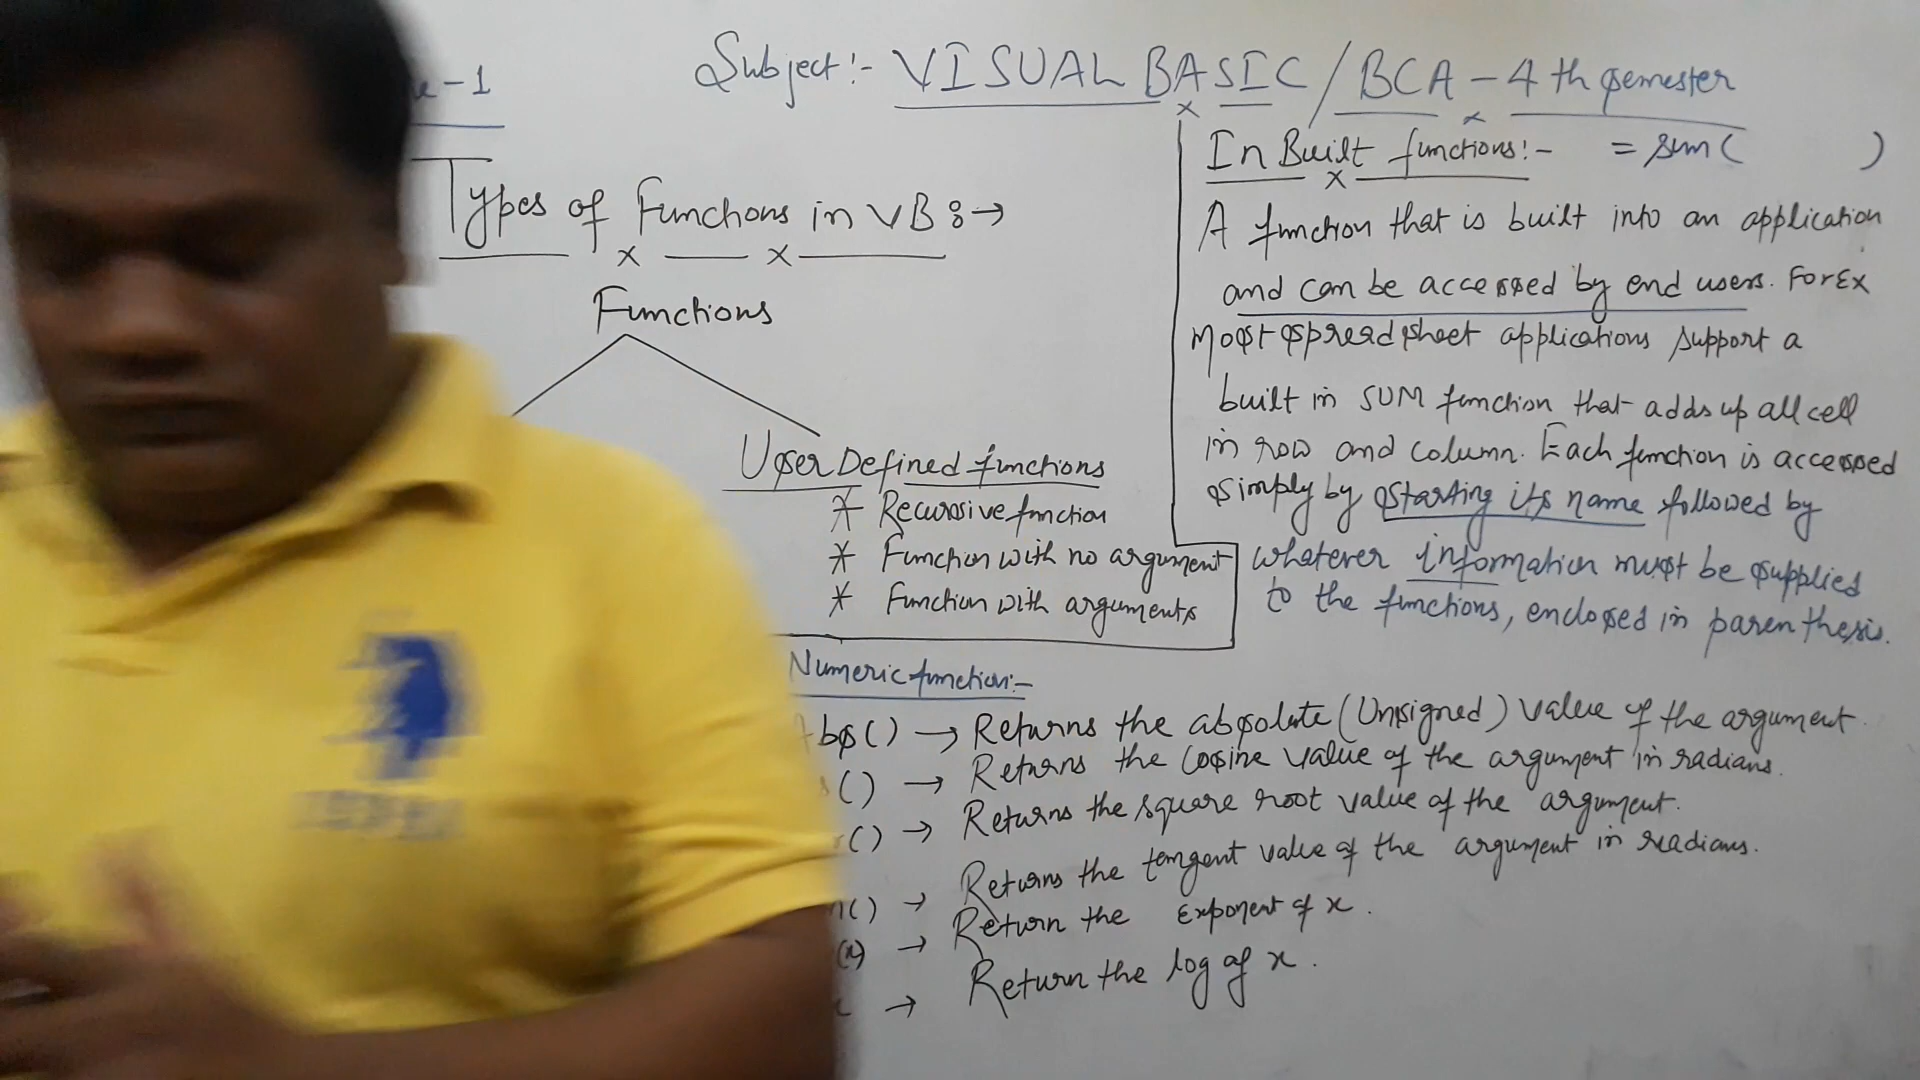 Subject:- VISUAL BASIC / BCA - 4th semester
-1
Types of Functions in VB :→
Functions
User Defined functions
* Recursive function
* Function with no argument
* Function with arguments
In Built functions:- = sum( )
A function that is built into an application
and can be accessed by end users. For Ex
most spreadsheet applications support a
built in SUM function that adds up all cell
in row and column. Each function is accessed
simply by starting its name followed by
whatever information must be supplied
to the functions, enclosed in parenthesis.
Numeric function:-
Abs() → Returns the absolute (Unsigned) value of the argument.
s() → Returns the Cosine value of the argument in radians.
r() → Returns the square root value of the argument.
n() → Returns the tangent value of the argument in readians.
(x) → Return the exponent of x.
→ Return the log of x.